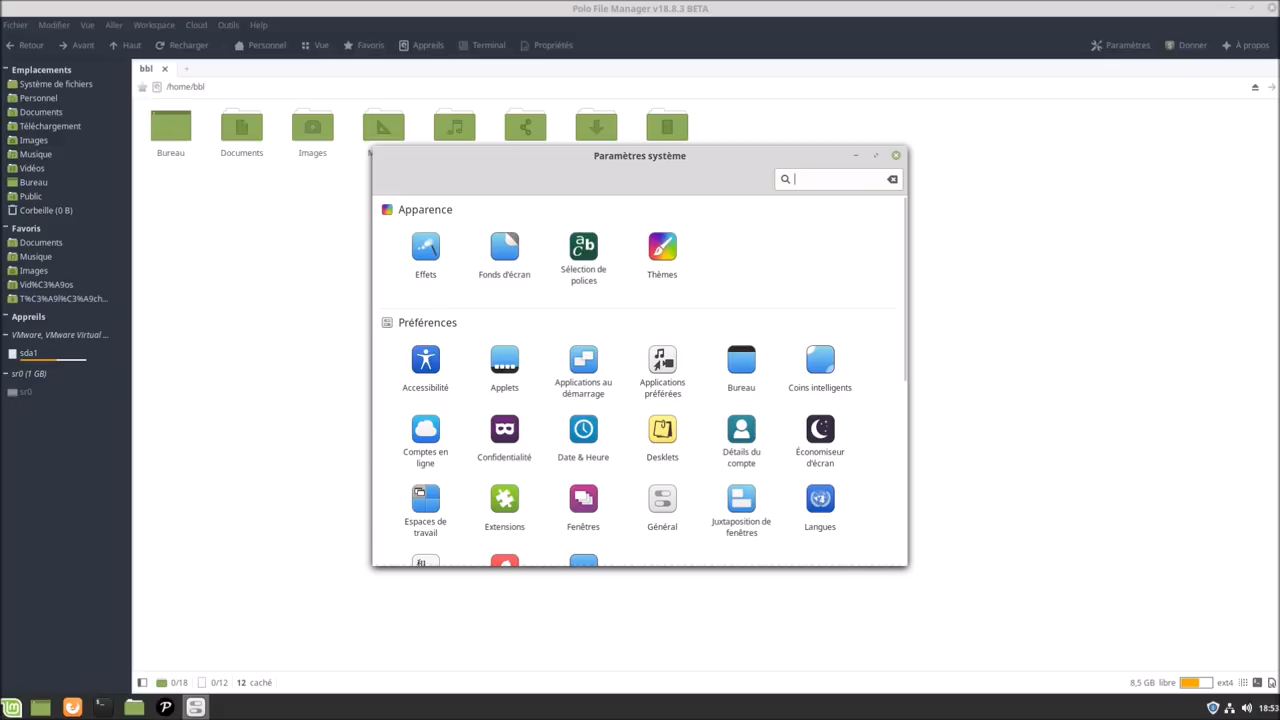 Polo File Manager v18.8.3 BETA
Fichier Modifier Vue Aller Workspace Cloud Outils Help
Retour Avant Haut Recharger Personnel Vue Favoris Appareils Terminal Propriétés Paramètres Donner À propos
Emplacements
Système de fichiers
Personnel
Documents
Téléchargement
Images
Musique
Vidéos
Bureau
Public
Corbeille (0 B)
Favoris
Documents
Musique
Images
Vid%C3%A9os
T%C3%A9l%C3%A9ch...
Appreils
VMware, VMware Virtual ...
sda1
sr0 (1 GB)
sr0
bbl
/home/bbl
Bureau Documents Images
Paramètres système
Apparence
Effets Fonds d'écran Sélection de polices Thèmes
Préférences
Accessibilité Applets Applications au démarrage Applications préférées Bureau Coins intelligents
Comptes en ligne Confidentialité Date & Heure Desklets Détails du compte Économiseur d'écran
Espaces de travail Extensions Fenêtres Général Juxtaposition de fenêtres Langues
0/18 0/12 12 caché
8,5 GB libre ext4
18:53